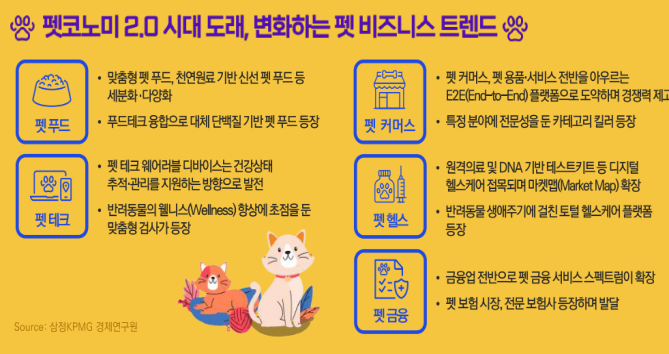 펫코노미 2.0 시대 도래, 변화하는 펫 비즈니스 트렌드
펫 푸드
• 맞춤형 펫 푸드, 천연원료 기반 신선 펫 푸드 등
세분화·다양화
• 푸드테크 융합으로 대체 단백질 기반 펫 푸드 등장
펫 테크
• 펫 테크 웨어러블 디바이스는 건강상태
추적·관리를 지원하는 방향으로 발전
• 반려동물의 웰니스(Wellness) 향상에 초점을 둔
맞춤형 검사가 등장
펫 커머스
• 펫 커머스, 펫 용품·서비스 전반을 아우르는
E2E(End-to-End) 플랫폼으로 도약하며 경쟁력 제고
• 특정 분야에 전문성을 둔 카테고리 킬러 등장
펫 헬스
• 원격의료 및 DNA 기반 테스트키트 등 디지털
헬스케어 접목되며 마켓맵(Market Map) 확장
• 반려동물 생애주기에 걸친 토털 헬스케어 플랫폼
등장
펫 금융
• 금융업 전반으로 펫 금융 서비스 스펙트럼이 확장
• 펫 보험 시장, 전문 보험사 등장하며 발달
Source: 삼정KPMG 경제연구원